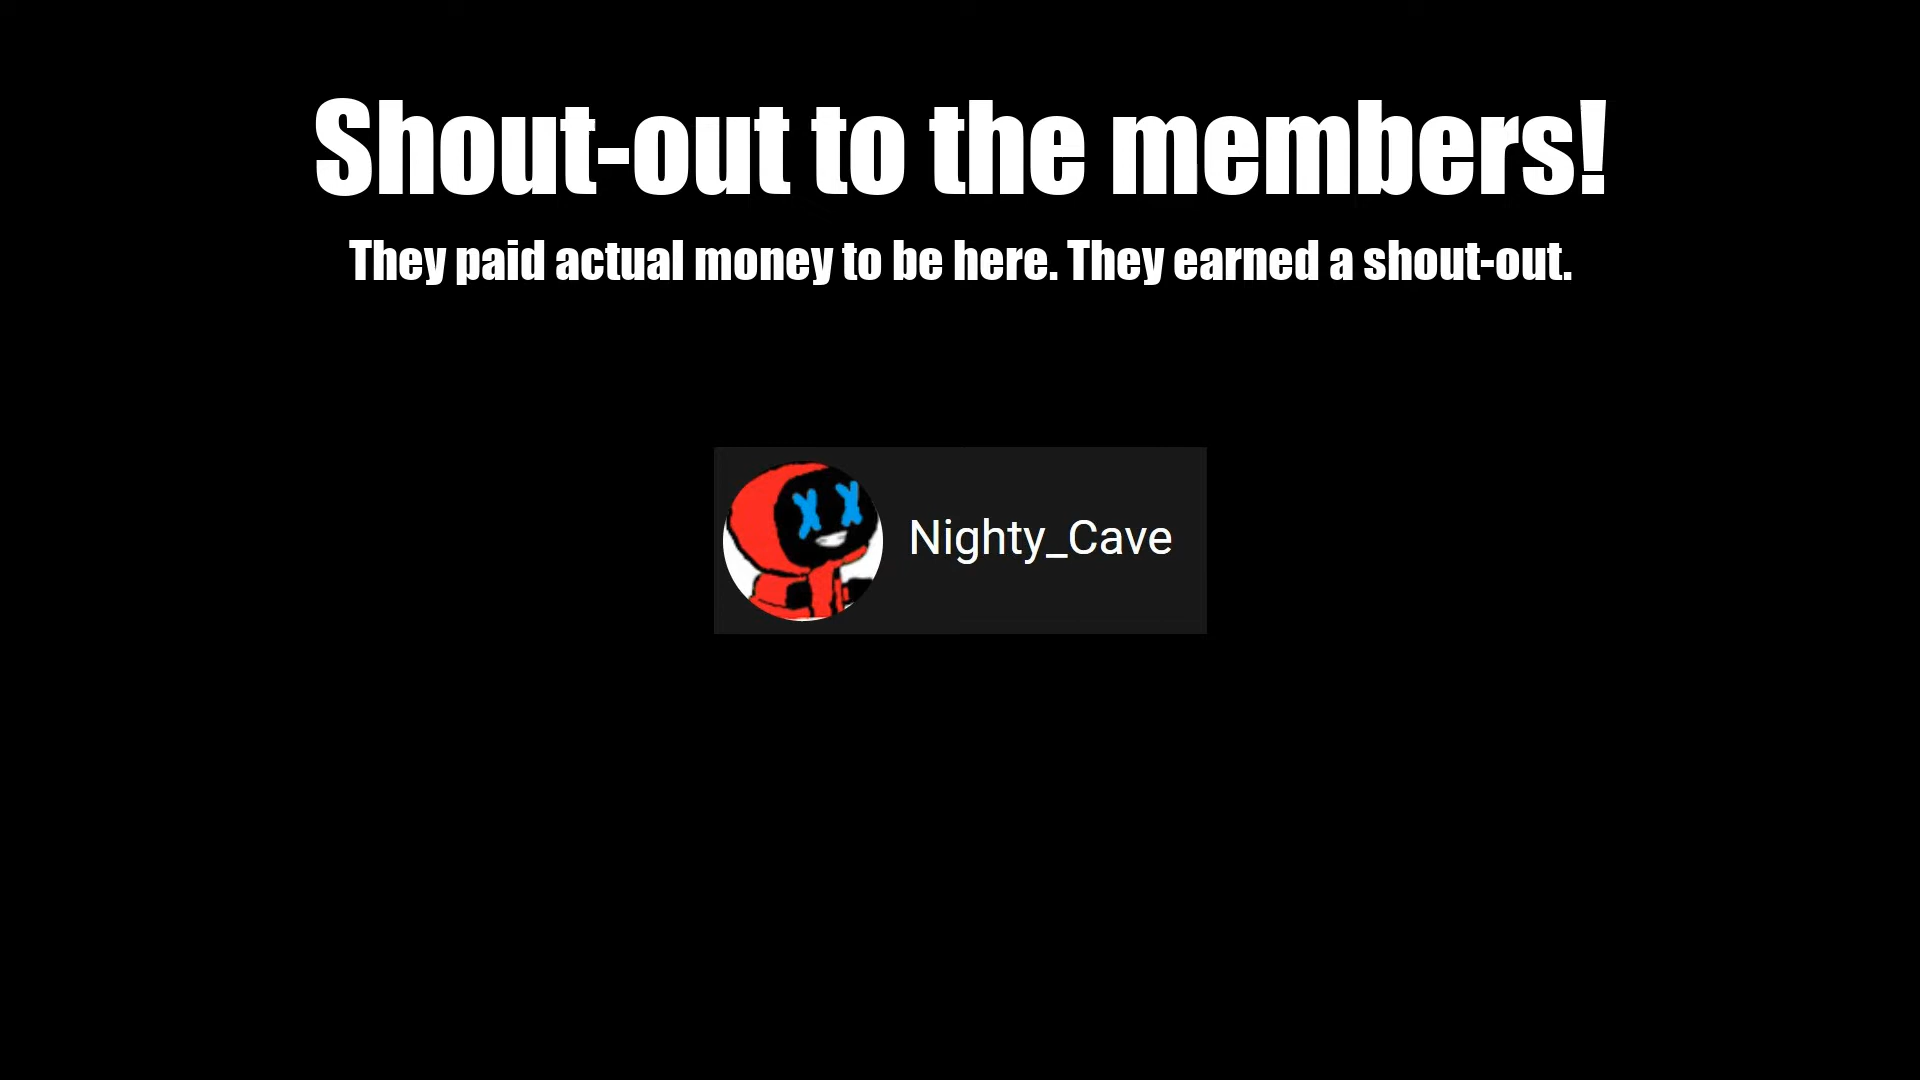 Shout-out to the members!
They paid actual money to be here. They earned a shout-out.
Nighty_Cave